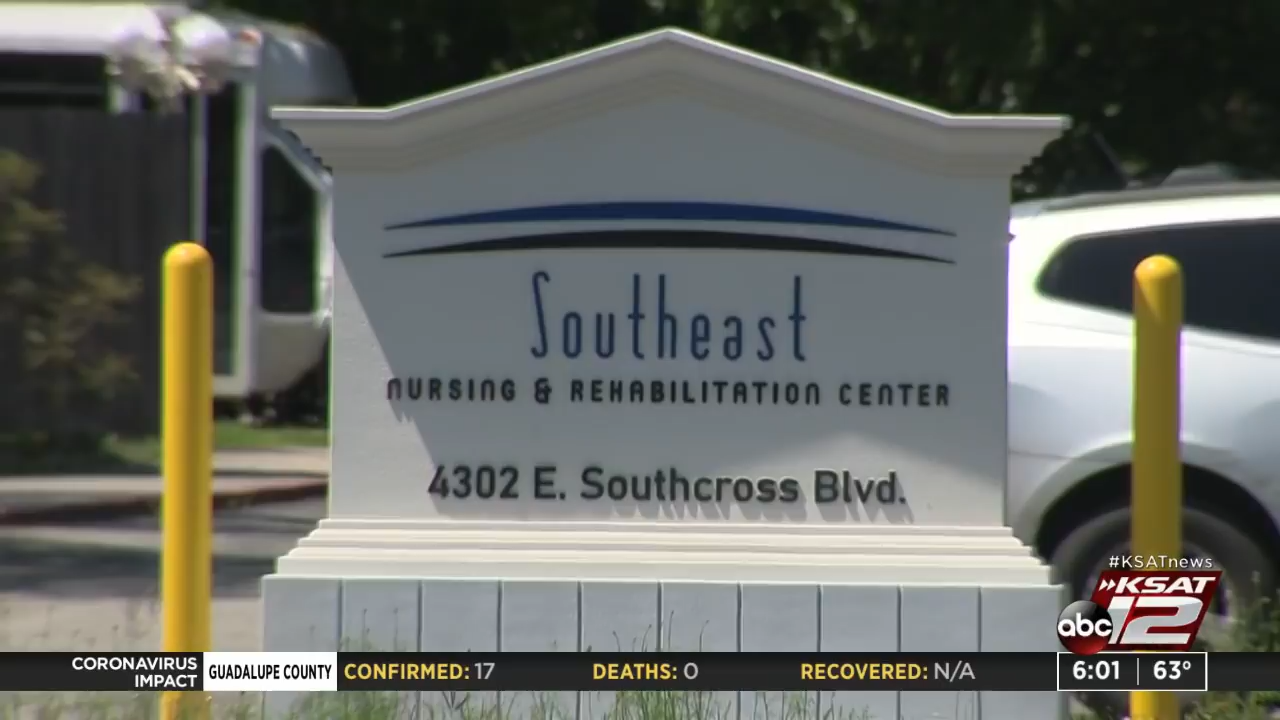 Southeast
NURSING & REHABILITATION CENTER
4302 E. Southcross Blvd.
#KSATnews
KSAT
abc 12
CORONAVIRUS IMPACT
GUADALUPE COUNTY
CONFIRMED: 17
DEATHS: 0
RECOVERED: N/A
6:01
63°